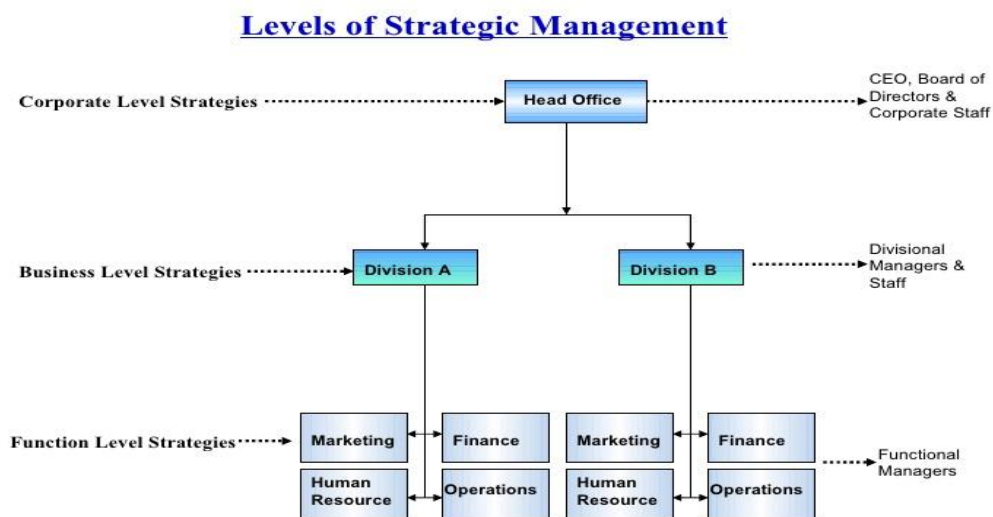 Levels of Strategic Management
Corporate Level Strategies
Head Office
CEO, Board of
Directors &
Corporate Staff
Business Level Strategies
Division A
Division B
Divisional
Managers &
Staff
Function Level Strategies
Marketing
Finance
Marketing
Finance
Functional
Managers
Human
Resource
Operations
Human
Resource
Operations